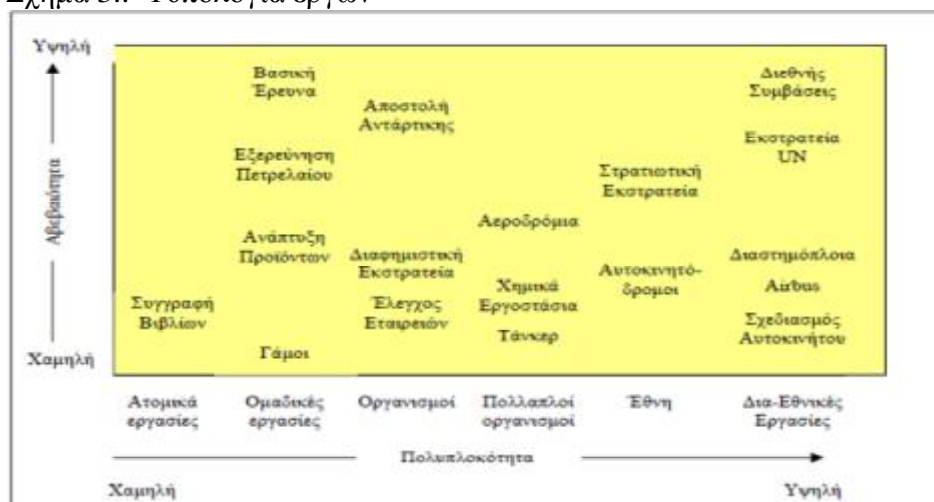 Υψηλή
Αβεβαιότητα
Χαμηλή
Βασική
Έρευνα
Εξερεύνηση
Πετρελαίου
Ανάπτυξη
Προϊόντων
Συγγραφή
Βιβλίων
Γάμοι
Αποστολή
Αντάρτικης
Διαφημιστική
Εκστρατεία
Έλεγχος
Εταιρειών
Αεροδρόμια
Χημικά
Εργοστάσια
Τάνκερ
Στρατιωτική
Εκστρατεία
Αυτοκινητό-
δρομοι
Διεθνής
Συμβάσεις
Εκστρατεία
UN
Διαστημόπλοια
Airbus
Σχεδιασμός
Αυτοκινήτου
Ατομικά
εργασίες
Ομαδικές
εργασίες
Οργανισμοί
Πολλαπλοί
οργανισμοί
Έθνη
Δια-Εθνικές
Εργασίες
Πολυπλοκότητα
Χαμηλή
Υψηλή